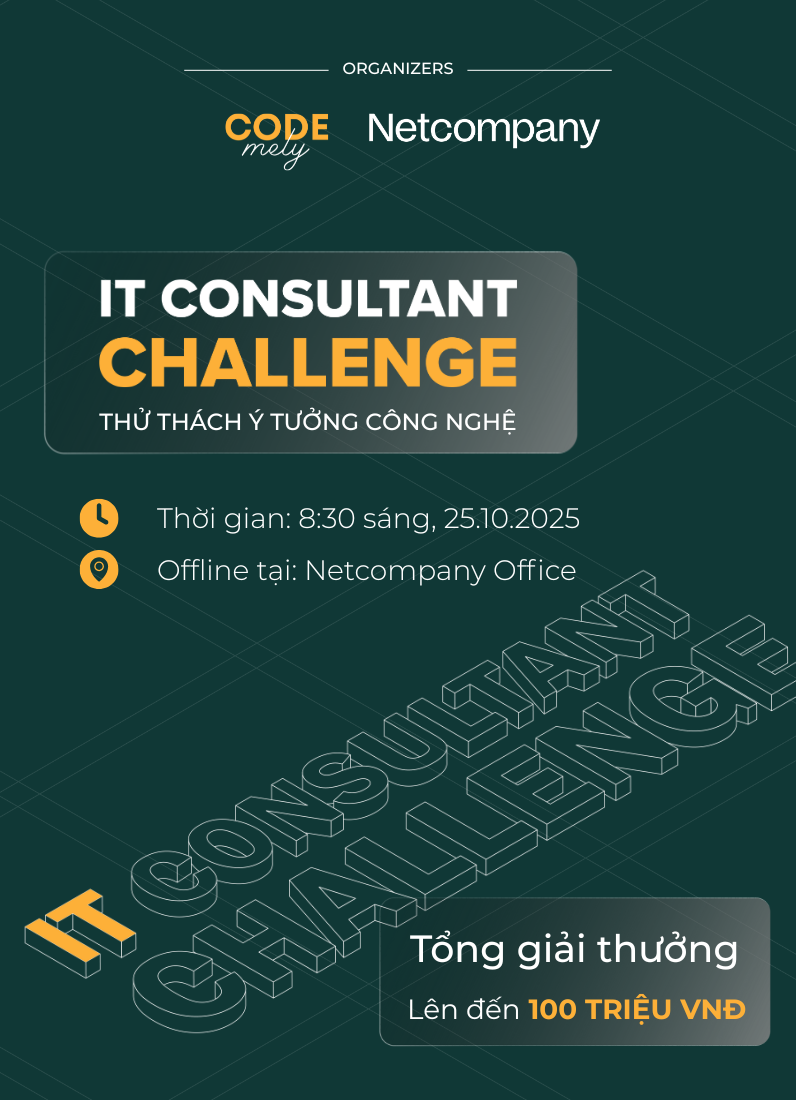 ORGANIZERS
CODE
mely
Netcompany
IT CONSULTANT
CHALLENGE
THỬ THÁCH Ý TƯỞNG CÔNG NGHỆ
Thời gian: 8:30 sáng, 25.10.2025
Offline tại: Netcompany Office
IT CONSULTANT
CHALLENGE
Tổng giải thưởng
Lên đến 100 TRIỆU VNĐ